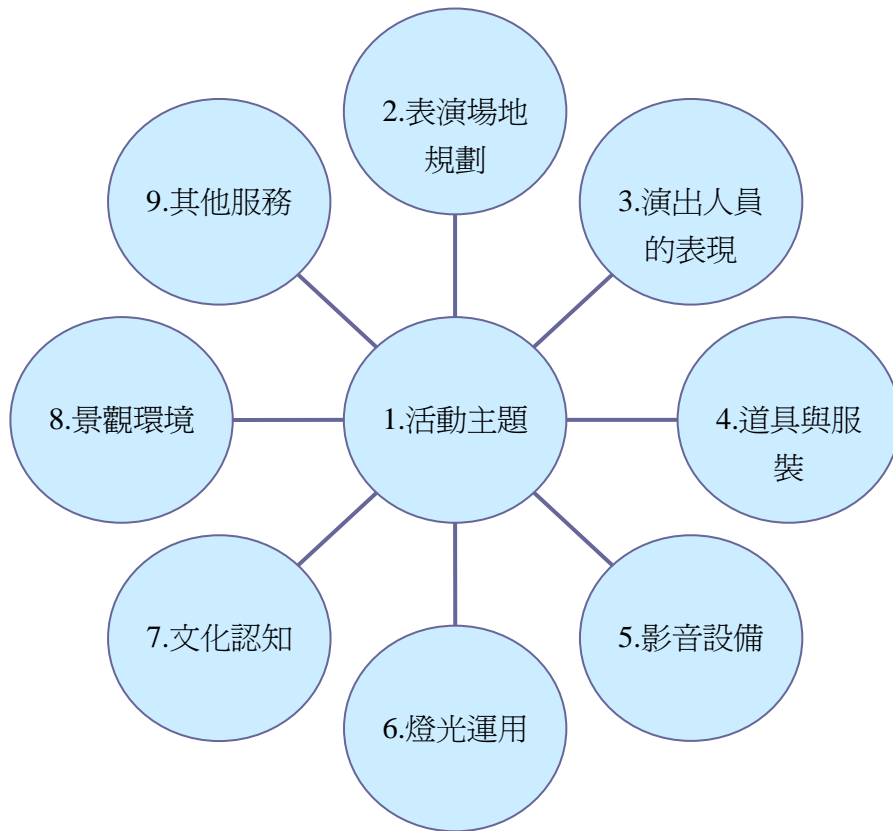 1.活動主題
2.表演場地
規劃
3.演出人員
的表現
4.道具與服
裝
5.影音設備
6.燈光運用
7.文化認知
8.景觀環境
9.其他服務